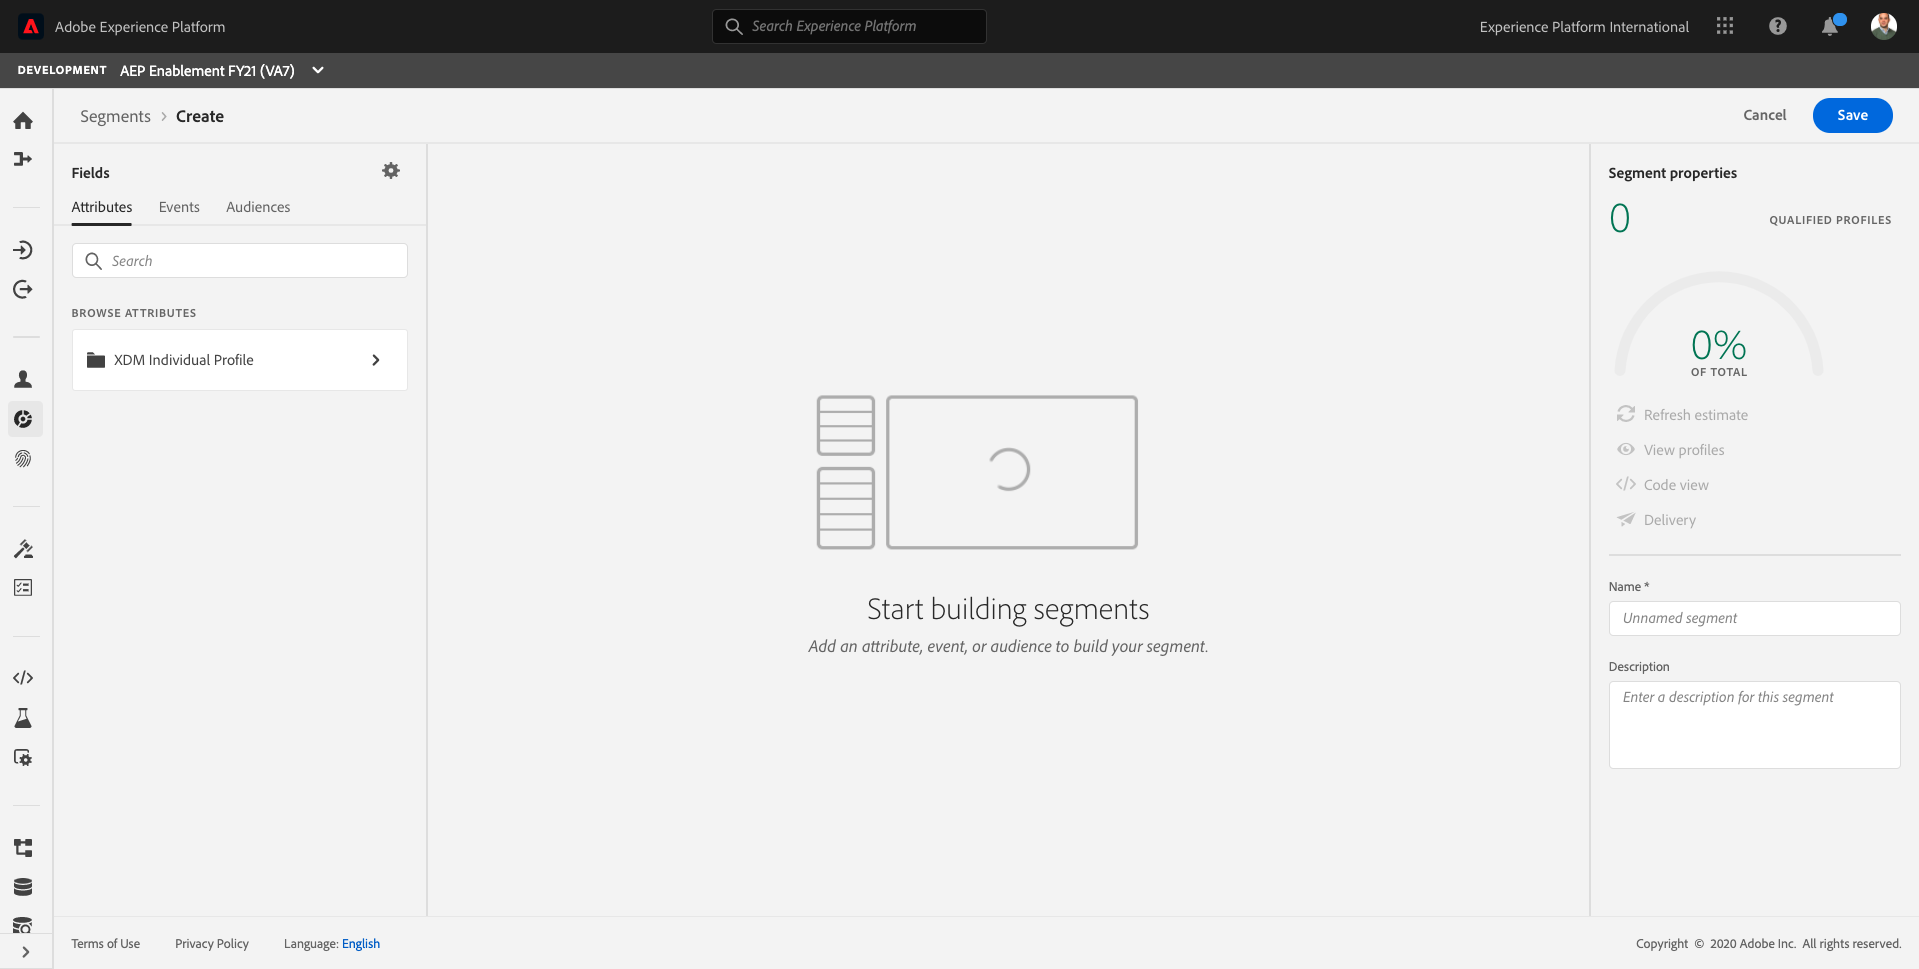 Adobe Experience Platform
Search Experience Platform
Experience Platform International
DEVELOPMENT AEP Enablement FY21 (VA7)
Segments > Create
Cancel
Save
Fields
Attributes Events Audiences
Search
BROWSE ATTRIBUTES
XDM Individual Profile
Start building segments
Add an attribute, event, or audience to build your segment.
Segment properties
0 QUALIFIED PROFILES
0%
OF TOTAL
Refresh estimate
View profiles
</> Code view
Delivery
Name *
Unnamed segment
Description
Enter a description for this segment
Terms of Use Privacy Policy Language: English
Copyright © 2020 Adobe Inc. All rights reserved.